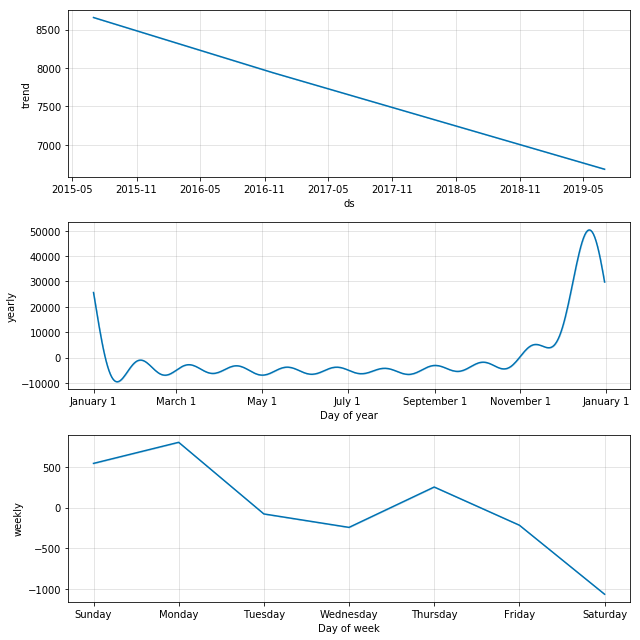 8500
8000
7500
7000
trend
2015-05 2015-11 2016-05 2016-11 2017-05 2017-11 2018-05 2018-11 2019-05
ds
50000
40000
30000
20000
10000
0
−10000
yearly
January 1 March 1 May 1 July 1 September 1 November 1 January 1
Day of year
500
0
−500
−1000
weekly
Sunday Monday Tuesday Wednesday Thursday Friday Saturday
Day of week